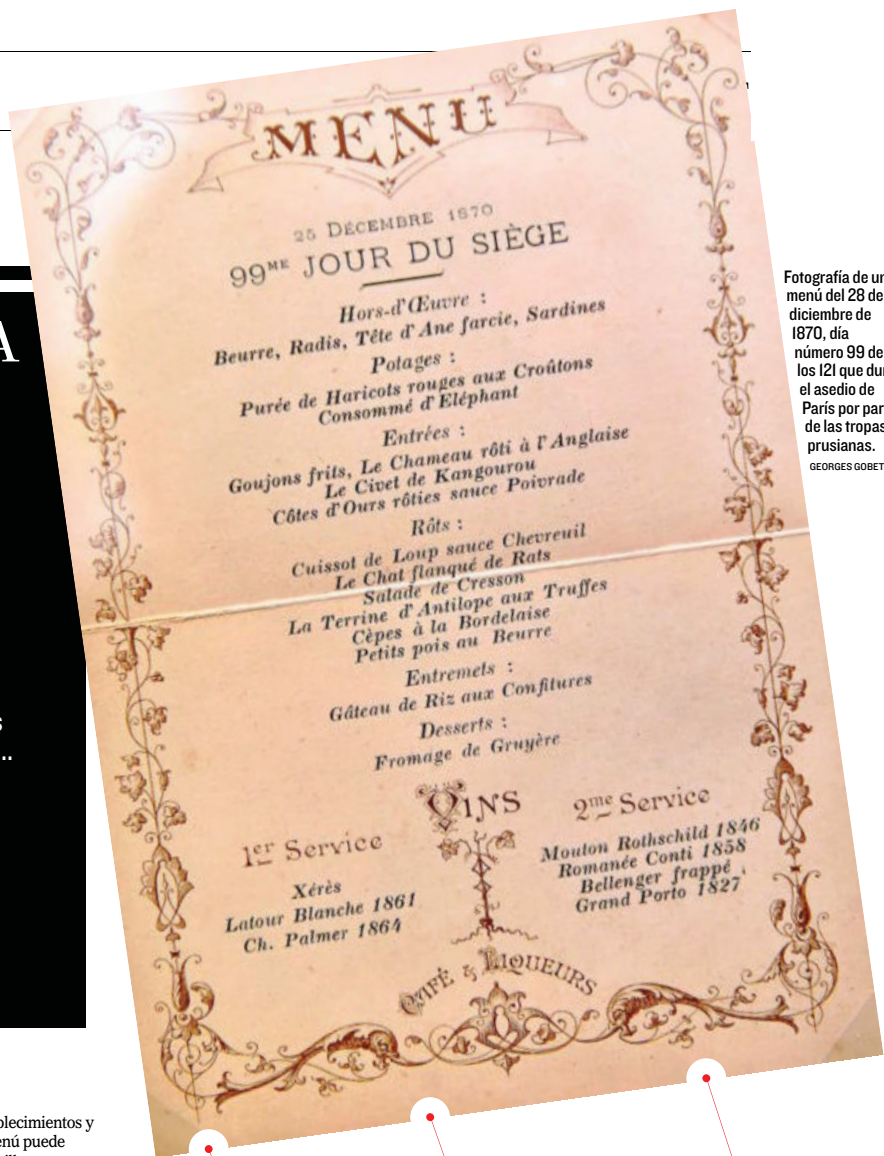 MENU
25 DÉCEMBRE 1870
99ME JOUR DU SIÈGE
Hors-d'Œuvre :
Beurre, Radis, Tête d'Ane farcie, Sardines
Potages :
Purée de Haricots rouges aux Croûtons
Consommé d'Eléphant
Entrées :
Goujons frits, Le Chameau rôti à l'Anglaise
Le Civet de Kangourou
Côtes d'Ours rôties sauce Poivrade
Rôts :
Cuissot de Loup sauce Chevreuil
Le Chat flanqué de Rats
Salade de Cresson
La Terrine d'Antilope aux Truffes
Cèpes à la Bordelaise
Petits pois au Beurre
Entremets :
Gâteau de Riz aux Confitures
Desserts :
Fromage de Gruyère
VINS
1er Service
Xérès
Latour Blanche 1861
Ch. Palmer 1864
2me Service
Mouton Rothschild 1846
Romanée Conti 1858
Bellenger frappé
Grand Porto 1827
CAFÉ & LIQUEURS
Fotografía de un
menú del 28 de
diciembre de
1870, día
número 99 de
los 121 que dur
el asedio de
París por par
de las tropas
prusianas.
GEORGES GOBET
A
s
..
blecimientos y
enú puede